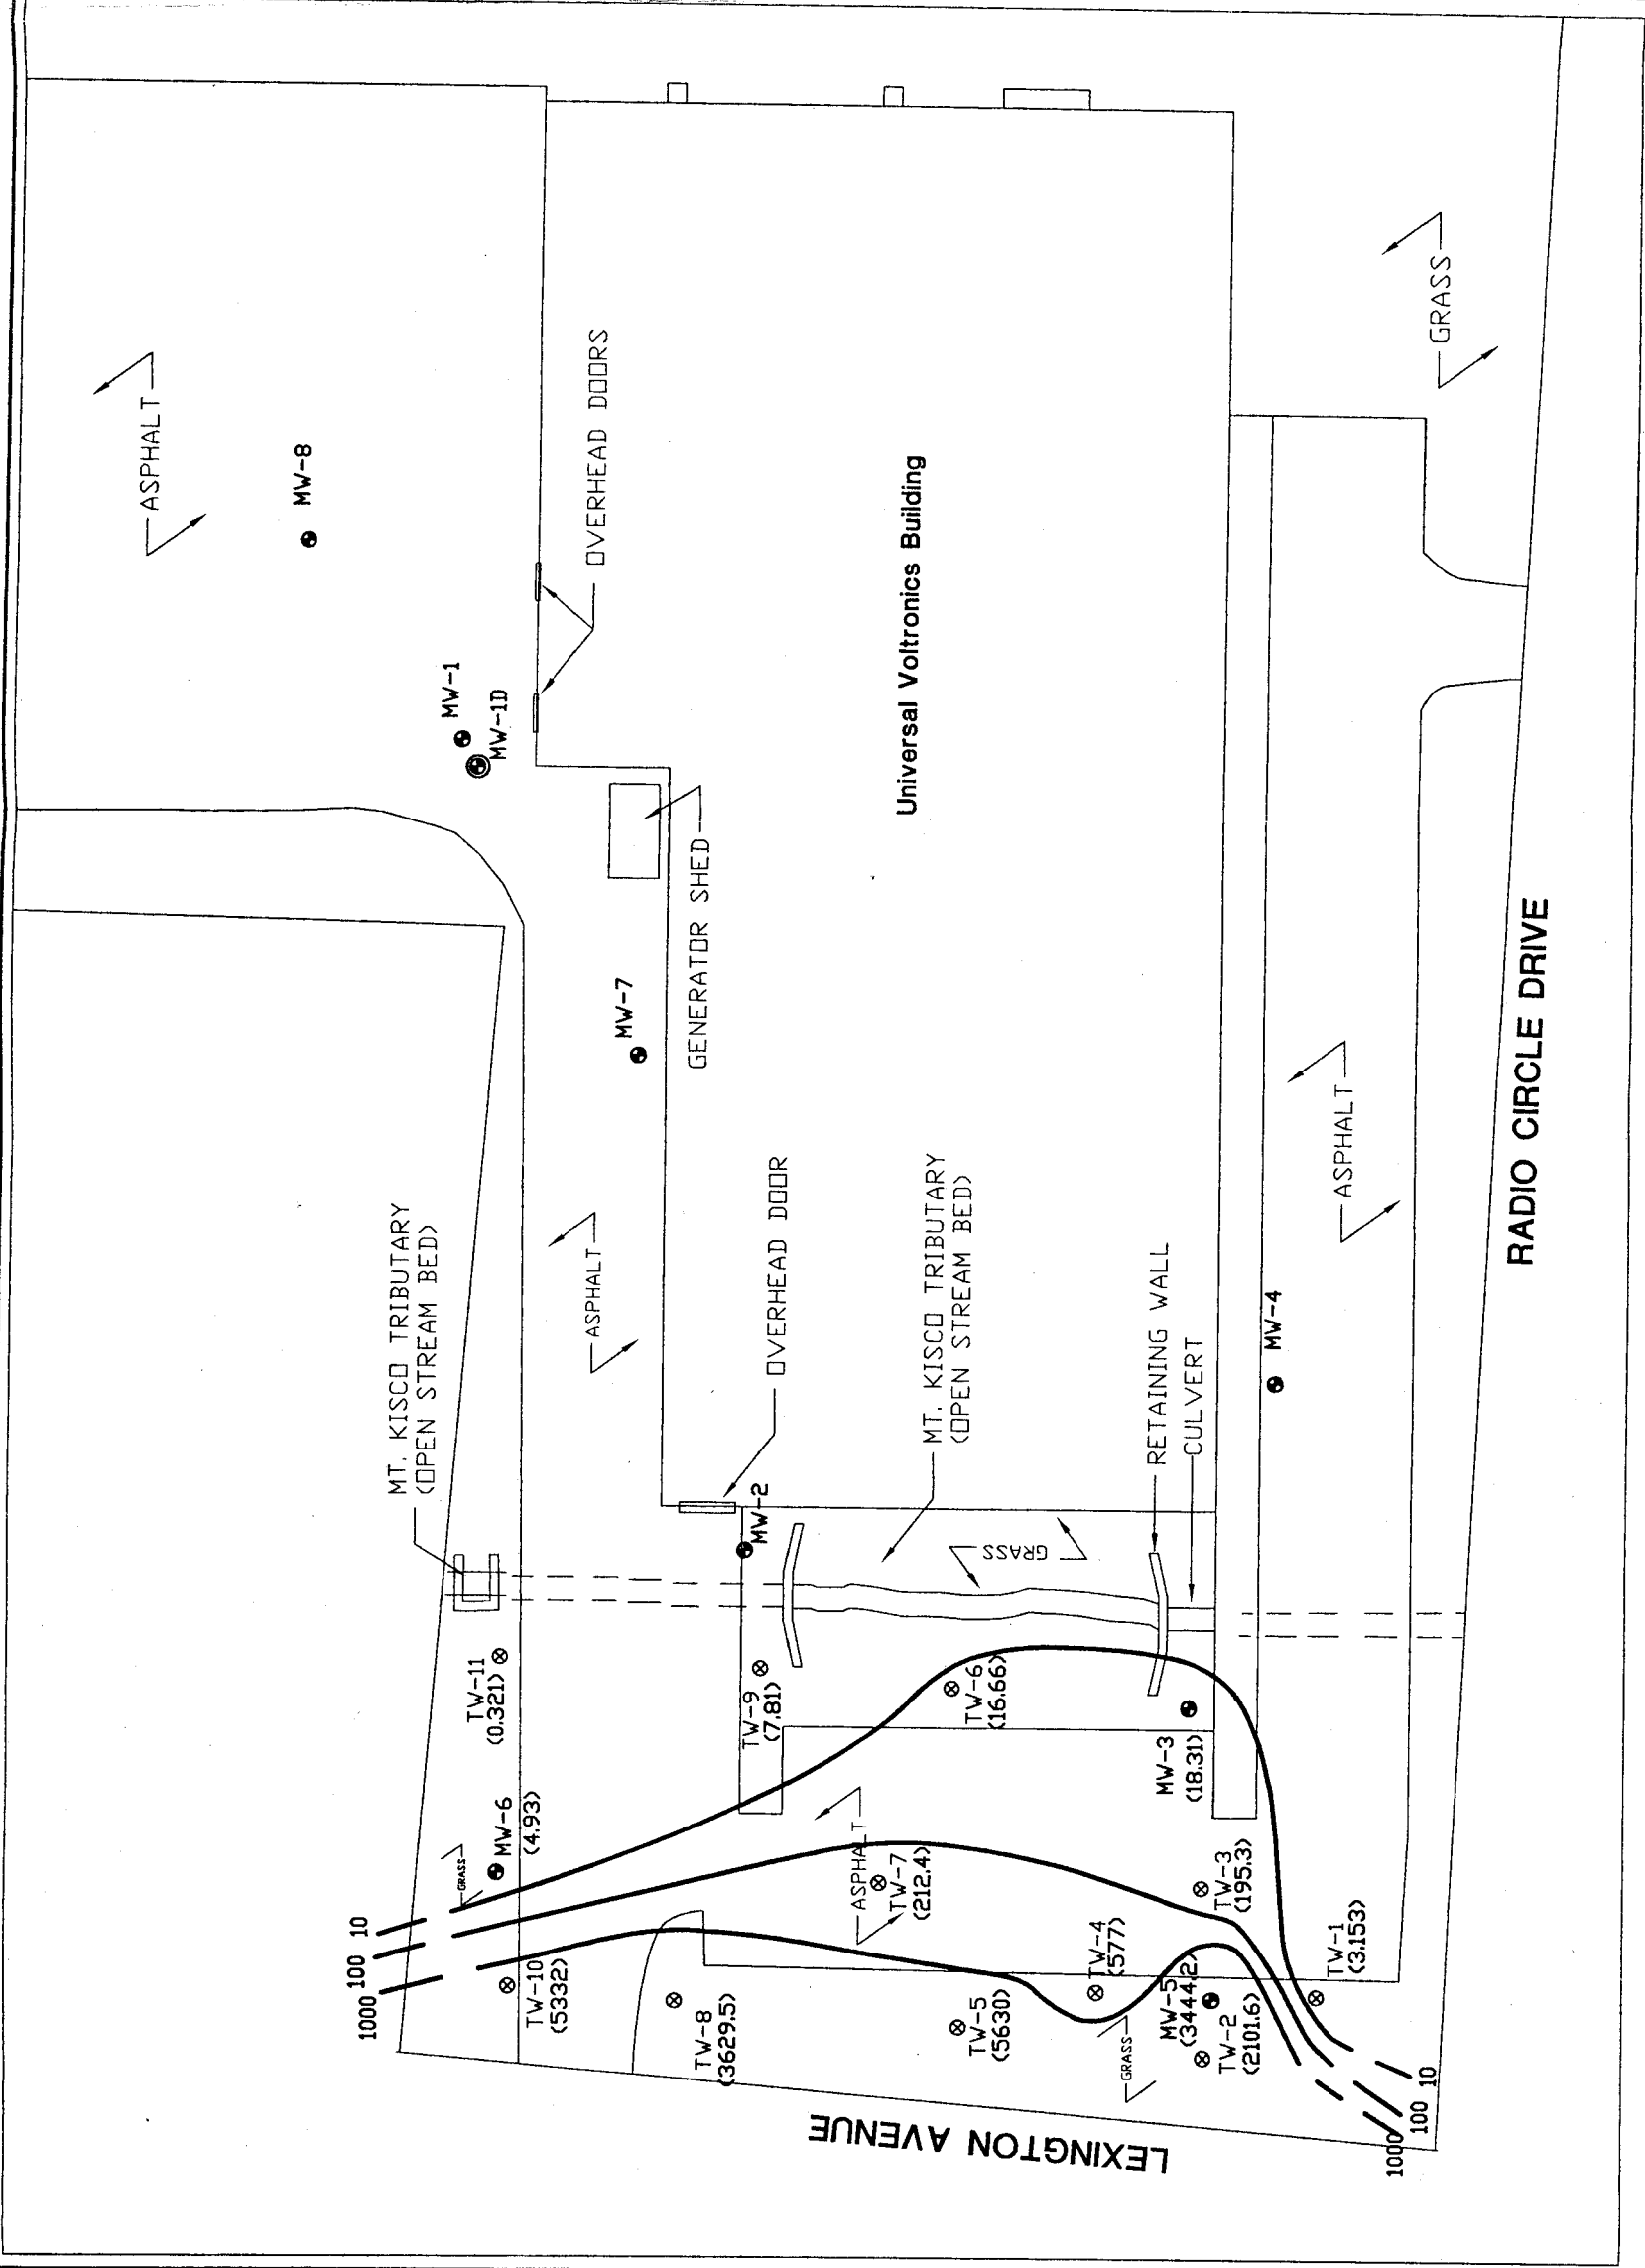 ASPHALT
MW-8
OVERHEAD DOORS
MW-1
MW-1D
GRASS
Universal Voltronics Building
GENERATOR SHED
MW-7
RADIO CIRCLE DRIVE
ASPHALT
ASPHALT
MT. KISCO TRIBUTARY
(OPEN STREAM BED)
OVERHEAD DOOR
MT. KISCO TRIBUTARY
(OPEN STREAM BED)
RETAINING WALL
CULVERT
MW-4
MW-2
GRASS
TW-11
(0.321)
TW-9
(7.81)
TW-6
(16.66)
MW-3
(18.31)
MW-6
(4.93)
GRASS
ASPHALT
TW-7
(212.4)
TW-3
(195.3)
TW-4
(577)
TW-1
(3.153)
10
100
1000
TW-10
(5332)
TW-8
(3629.5)
TW-5
(5630)
GRASS
MW-5
(3444.2)
TW-2
(2101.6)
LEXINGTON AVENUE
1000
100
10